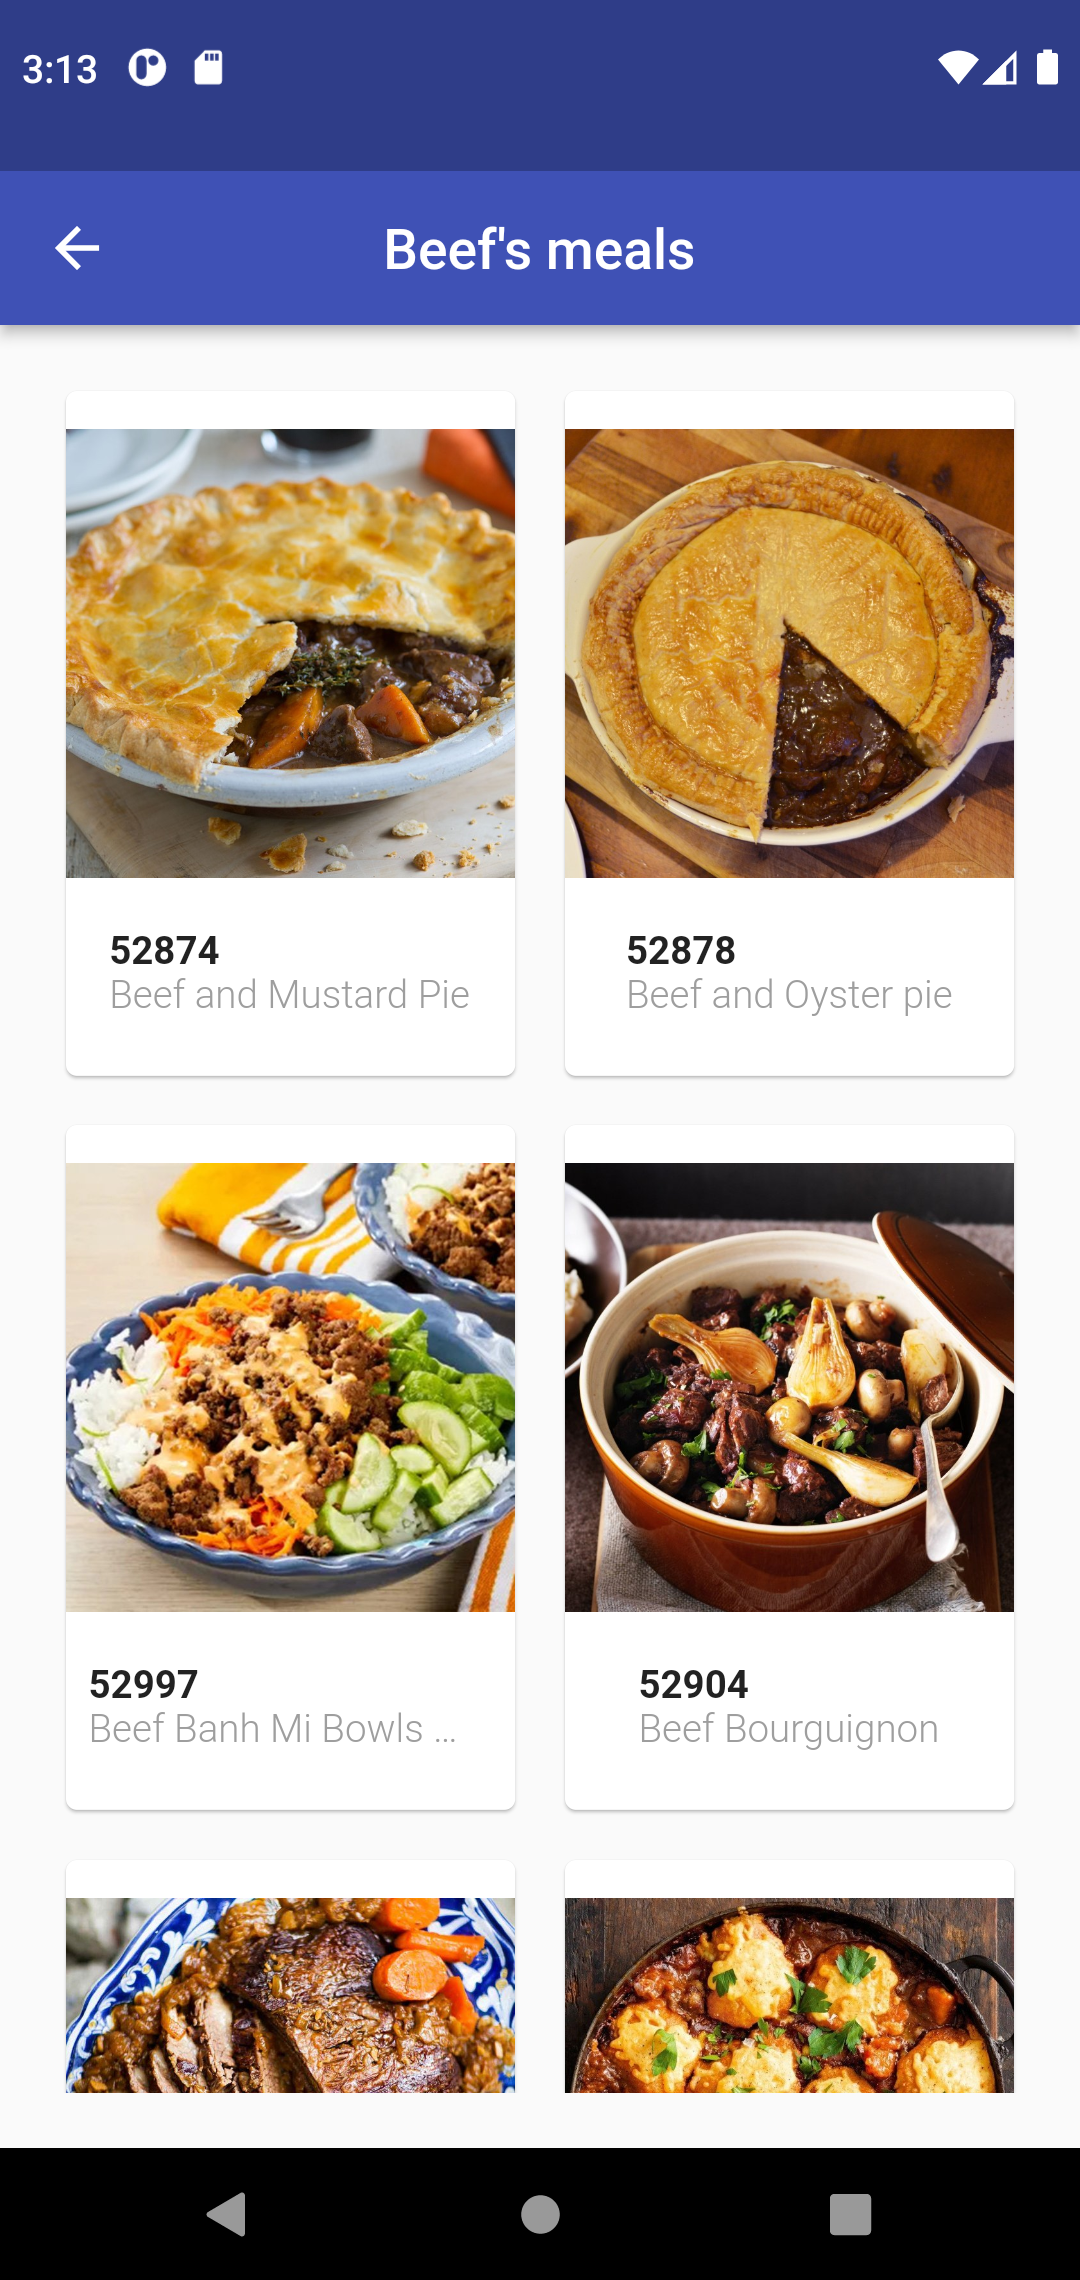 3:13
Beef's meals
52874
Beef and Mustard Pie
52878
Beef and Oyster pie
52997
Beef Banh Mi Bowls ...
52904
Beef Bourguignon